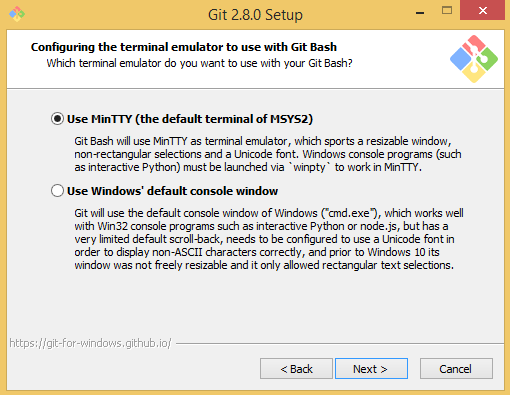 Git 2.8.0 Setup
Configuring the terminal emulator to use with Git Bash
Which terminal emulator do you want to use with your Git Bash?
Use MinTTY (the default terminal of MSYS2)
Git Bash will use MinTTY as terminal emulator, which sports a resizable window,
non-rectangular selections and a Unicode font. Windows console programs (such
as interactive Python) must be launched via `winpty` to work in MinTTY.
Use Windows' default console window
Git will use the default console window of Windows ("cmd.exe"), which works well
with Win32 console programs such as interactive Python or node.js, but has a
very limited default scroll-back, needs to be configured to use a Unicode font in
order to display non-ASCII characters correctly, and prior to Windows 10 its
window was not freely resizable and it only allowed rectangular text selections.
https://git-for-windows.github.io/
< Back
Next >
Cancel